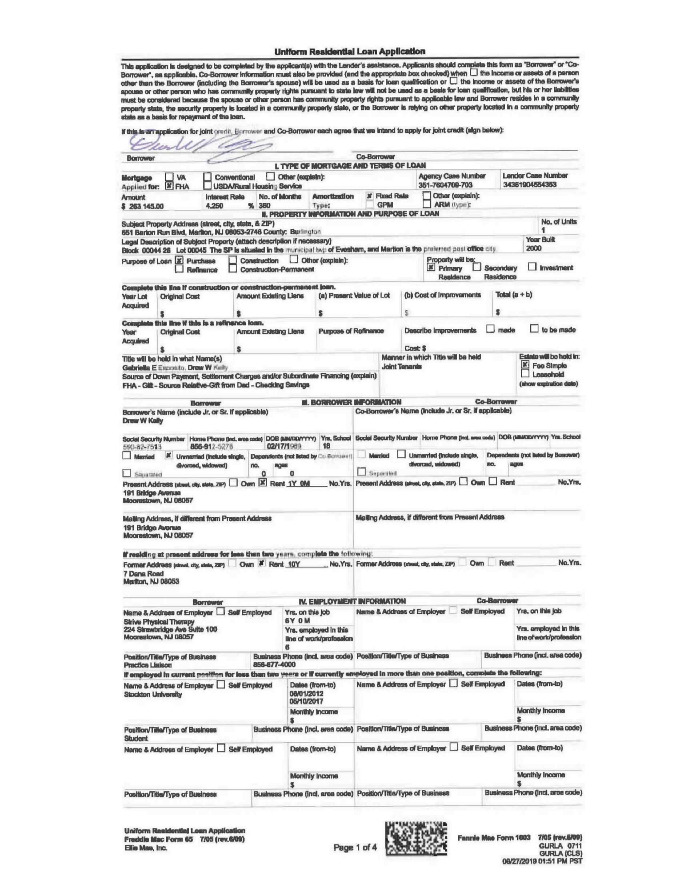 Uniform Residential Loan Application
This application is designed to be completed by the applicant(s) with the Lender's assistance. Applicants should complete this form as "Borrower" or "Co-
Borrower", as applicable. Co-Borrower information must also be provided (and the appropriate box checked) when ☐ the income or assets of a person
other than the Borrower (including the Borrower's spouse) will be used as a basis for loan qualification or ☐ the income or assets of the Borrower's
spouse or other person who has community property rights pursuant to state law will not be used as a basis for loan qualification, but his or her liabilities
must be considered because the spouse or other person has community property rights pursuant to applicable law and Borrower resides in a community
property state, the security property is located in a community property state, or the Borrower is relying on other property located in a community property
state as a basis for repayment of the loan.
If this is an application for joint credit, Borrower and Co-Borrower each agree that we intend to apply for joint credit (sign below):
Borrower Co-Borrower
I. TYPE OF MORTGAGE AND TERMS OF LOAN
Mortgage ☐ VA ☐ Conventional ☐ Other (explain): Agency Case Number Lender Case Number
Applied for: ☒ FHA ☐ USDA/Rural Housing Service 351-7604709-703 34381904584353
Amount Interest Rate No. of Months Amortization ☒ Fixed Rate ☐ Other (explain):
$ 263,145.00 4.250 % 360 Type: ☐ GPM ☐ ARM (type):
II. PROPERTY INFORMATION AND PURPOSE OF LOAN
Subject Property Address (street, city, state, & ZIP) No. of Units
651 Barton Run Blvd, Marlton, NJ 08053-2746 County: Burlington 1
Legal Description of Subject Property (attach description if necessary) Year Built
Block 00044 28 Lot 00045 The SP is situated in the municipal twp of Evesham, and Marlton is the preferred post office city. 2000
Purpose of Loan ☒ Purchase ☐ Construction ☐ Other (explain): Property will be:
☐ Refinance ☐ Construction-Permanent ☒ Primary Residence ☐ Secondary Residence ☐ Investment
Complete this line if construction or construction-permanent loan.
Year Lot Acquired Original Cost Amount Existing Liens (a) Present Value of Lot (b) Cost of Improvements Total (a + b)
$ $ $ $ $
Complete this line if this is a refinance loan.
Year Acquired Original Cost Amount Existing Liens Purpose of Refinance Describe Improvements ☐ made ☐ to be made
$ $ Cost: $
Title will be held in what Name(s) Manner in which Title will be held Estate will be held in:
Gabriella E Esposito, Drew W Kelly Joint Tenants ☒ Fee Simple
Source of Down Payment, Settlement Charges and/or Subordinate Financing (explain) ☐ Leasehold
FHA - Gift - Source Relative-Gift from Dad - Checking Savings (show expiration date)
Borrower III. BORROWER INFORMATION Co-Borrower
Borrower's Name (include Jr. or Sr. if applicable) Co-Borrower's Name (include Jr. or Sr. if applicable)
Drew W Kelly
Social Security Number Home Phone (incl. area code) DOB (MM/DD/YYYY) Yrs. School Social Security Number Home Phone (incl. area code) DOB (MM/DD/YYYY) Yrs. School
856-912-5276 18
☐ Married ☒ Unmarried (include single, divorced, widowed) Dependents (not listed by Co-Borrower) ☐ Married ☐ Unmarried (include single, divorced, widowed) Dependents (not listed by Borrower)
☐ Separated no. 0 ages 0 ☐ Separated no. ages
Present Address (street, city, state, ZIP) ☐ Own ☒ Rent 1Y 0M No.Yrs. Present Address (street, city, state, ZIP) ☐ Own ☐ Rent No.Yrs.
191 Bridge Avenue
Moorestown, NJ 08057
Mailing Address, if different from Present Address Mailing Address, if different from Present Address
191 Bridge Avenue
Moorestown, NJ 08057
If residing at present address for less than two years, complete the following:
Former Address (street, city, state, ZIP) ☐ Own ☒ Rent 10Y No.Yrs. Former Address (street, city, state, ZIP) ☐ Own ☐ Rent No.Yrs.
7 Dana Road
Marlton, NJ 08053
Borrower IV. EMPLOYMENT INFORMATION Co-Borrower
Name & Address of Employer ☐ Self Employed Yrs. on this job Name & Address of Employer ☐ Self Employed Yrs. on this job
Strive Physical Therapy 6Y 0M
224 Strawbridge Ave Suite 100 Yrs. employed in this Yrs. employed in this
Moorestown, NJ 08057 line of work/profession line of work/profession
6
Position/Title/Type of Business Business Phone (incl. area code) Position/Title/Type of Business Business Phone (incl. area code)
Practice Liaison 856-677-4000
If employed in current position for less than two years or if currently employed in more than one position, complete the following:
Name & Address of Employer ☐ Self Employed Dates (from-to) Name & Address of Employer ☐ Self Employed Dates (from-to)
Stockton University 06/01/2012
05/10/2017
Monthly Income Monthly Income
$ $
Position/Title/Type of Business Business Phone (incl. area code) Position/Title/Type of Business Business Phone (incl. area code)
Student
Name & Address of Employer ☐ Self Employed Dates (from-to) Name & Address of Employer ☐ Self Employed Dates (from-to)
Monthly Income Monthly Income
$ $
Position/Title/Type of Business Business Phone (incl. area code) Position/Title/Type of Business Business Phone (incl. area code)
Uniform Residential Loan Application
Freddie Mac Form 65 7/05 (rev.6/09) Page 1 of 4 Fannie Mae Form 1003 7/05 (rev.6/09)
Ellie Mae, Inc. GURLA 0711
GURLA (CLS)
06/27/2019 01:51 PM PST